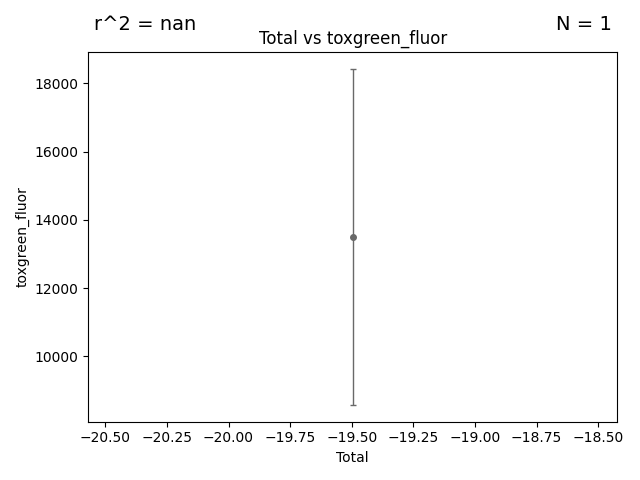 r^2 = nan
N = 1
Total vs toxgreen_fluor
18000
16000
14000
12000
10000
toxgreen_fluor
−20.50 −20.25 −20.00 −19.75 −19.50 −19.25 −19.00 −18.75 −18.50
Total